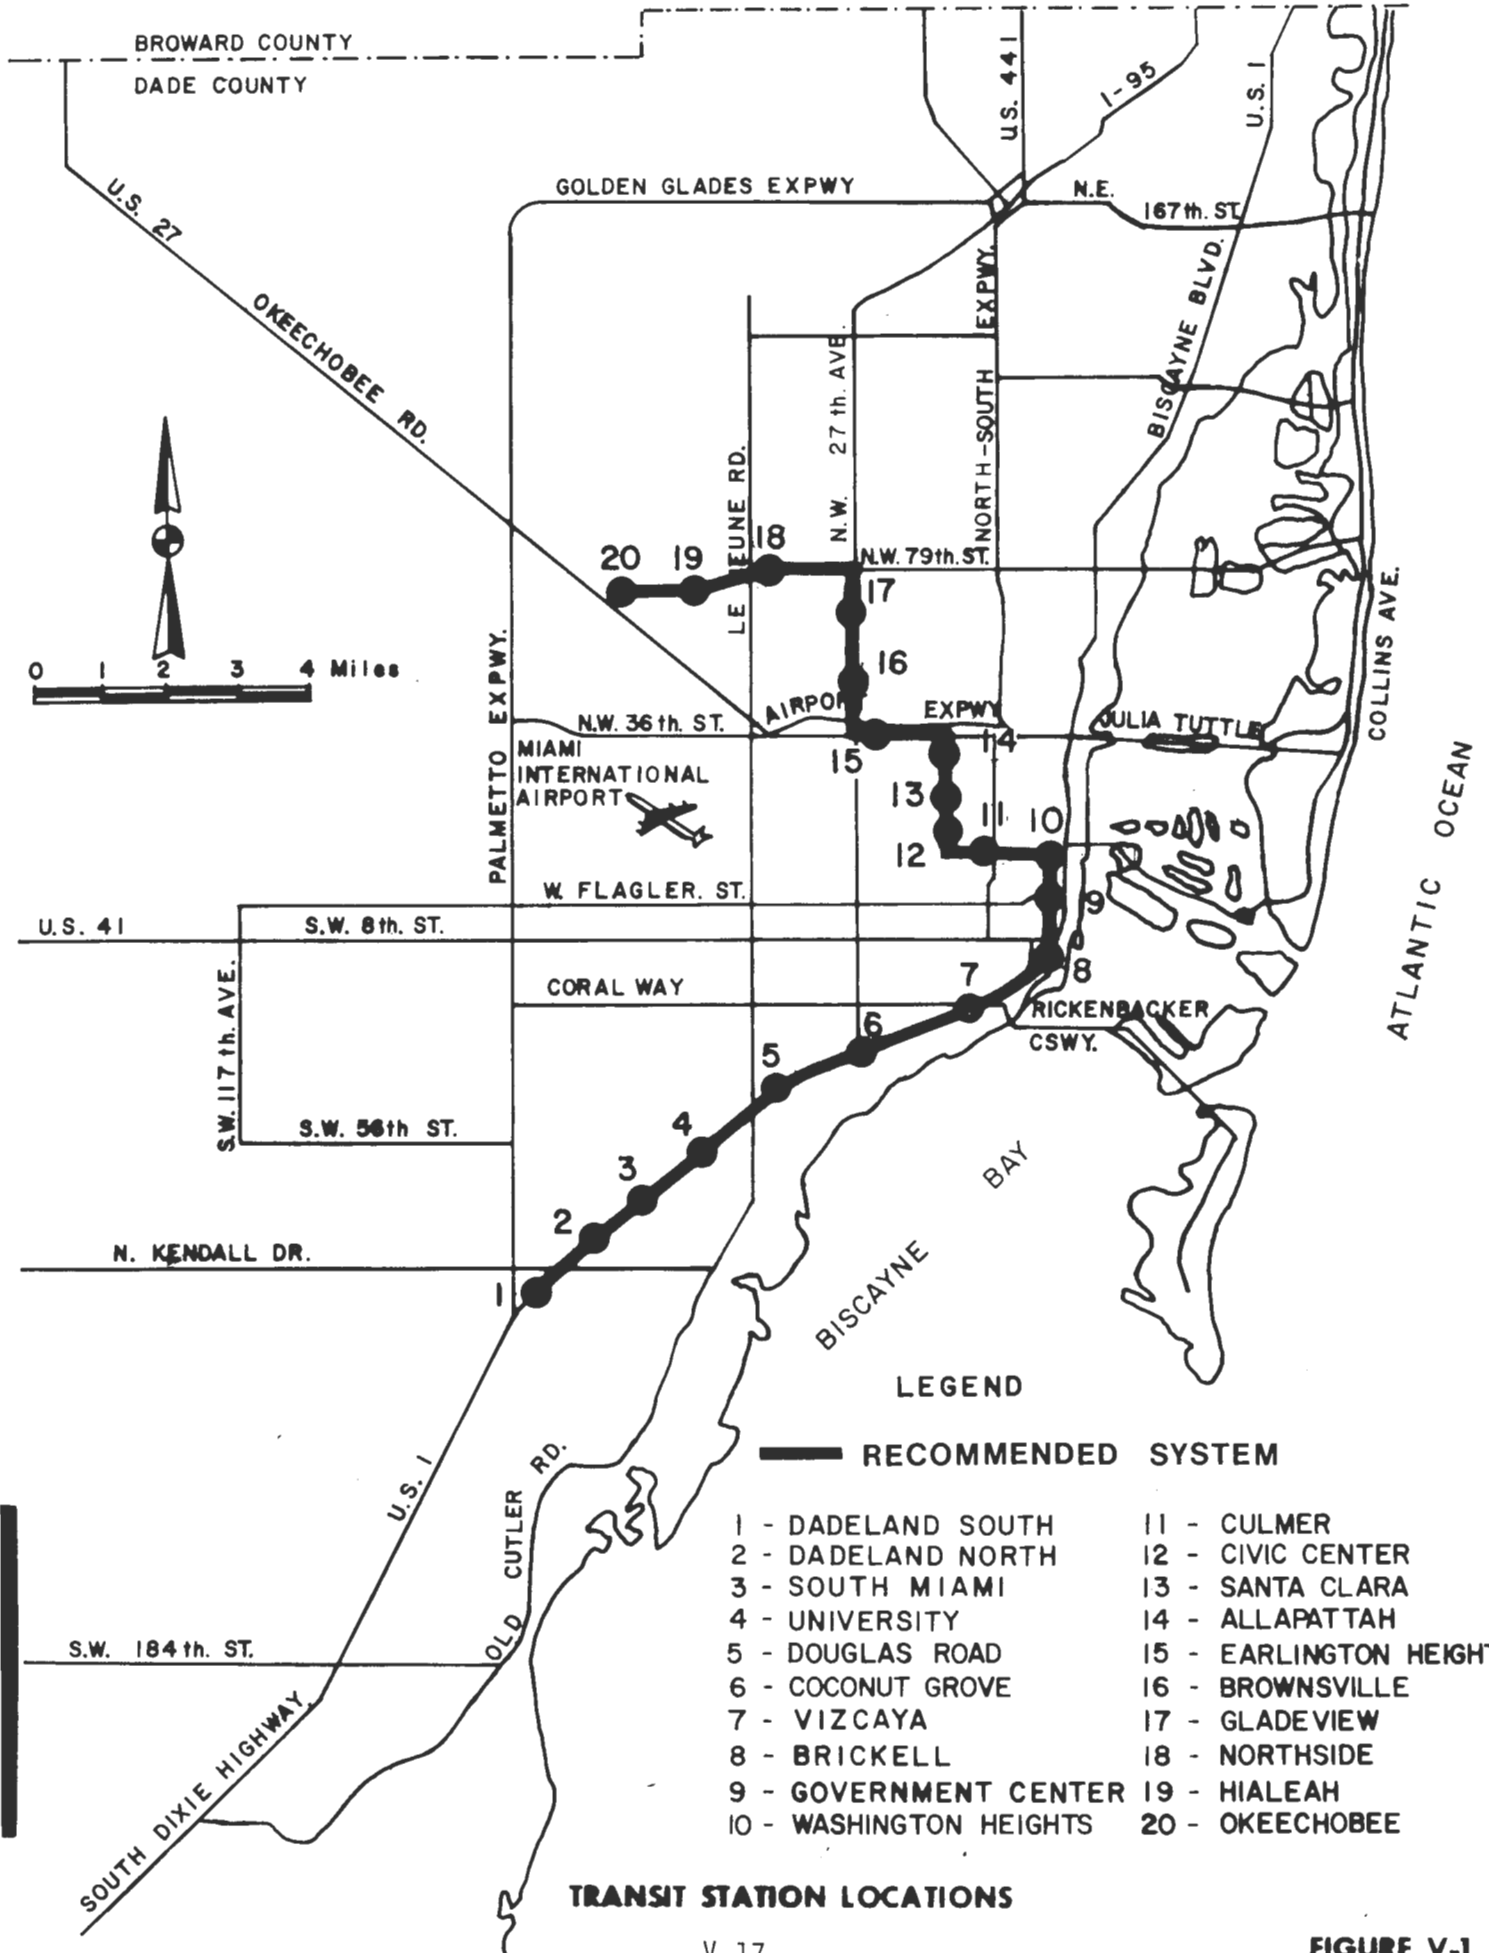 BROWARD COUNTY
DADE COUNTY
U.S. 27
OKEECHOBEE RD.
GOLDEN GLADES EXPWY
US. 441
I-95
U.S. 1
N.E.
167th. ST.
BISCAYNE BLVD.
NORTH-SOUTH EXPWY.
N.W. 27th. AVE.
LE JEUNE RD.
N.W. 79th. ST.
20
19
18
17
16
0 1 2 3 4 Miles
PALMETTO EXPWY.
COLLINS AVE.
N.W. 36th. ST.
AIRPORT EXPWY
JULIA TUTTLE
MIAMI
INTERNATIONAL
AIRPORT
15
14
13
12
11
10
9
ATLANTIC OCEAN
W. FLAGLER. ST.
U.S. 41
S.W. 8th. ST.
S.W. 117th. AVE.
CORAL WAY
8
7
RICKENBACKER
CSWY.
6
5
4
S.W. 56th ST.
3
2
N. KENDALL DR.
1
BISCAYNE BAY
U.S. 1
OLD CUTLER RD.
S.W. 184th. ST.
SOUTH DIXIE HIGHWAY
LEGEND
RECOMMENDED SYSTEM
1 - DADELAND SOUTH
2 - DADELAND NORTH
3 - SOUTH MIAMI
4 - UNIVERSITY
5 - DOUGLAS ROAD
6 - COCONUT GROVE
7 - VIZCAYA
8 - BRICKELL
9 - GOVERNMENT CENTER
10 - WASHINGTON HEIGHTS
11 - CULMER
12 - CIVIC CENTER
13 - SANTA CLARA
14 - ALLAPATTAH
15 - EARLINGTON HEIGHT
16 - BROWNSVILLE
17 - GLADEVIEW
18 - NORTHSIDE
19 - HIALEAH
20 - OKEECHOBEE
TRANSIT STATION LOCATIONS
V 17
FIGURE V-1